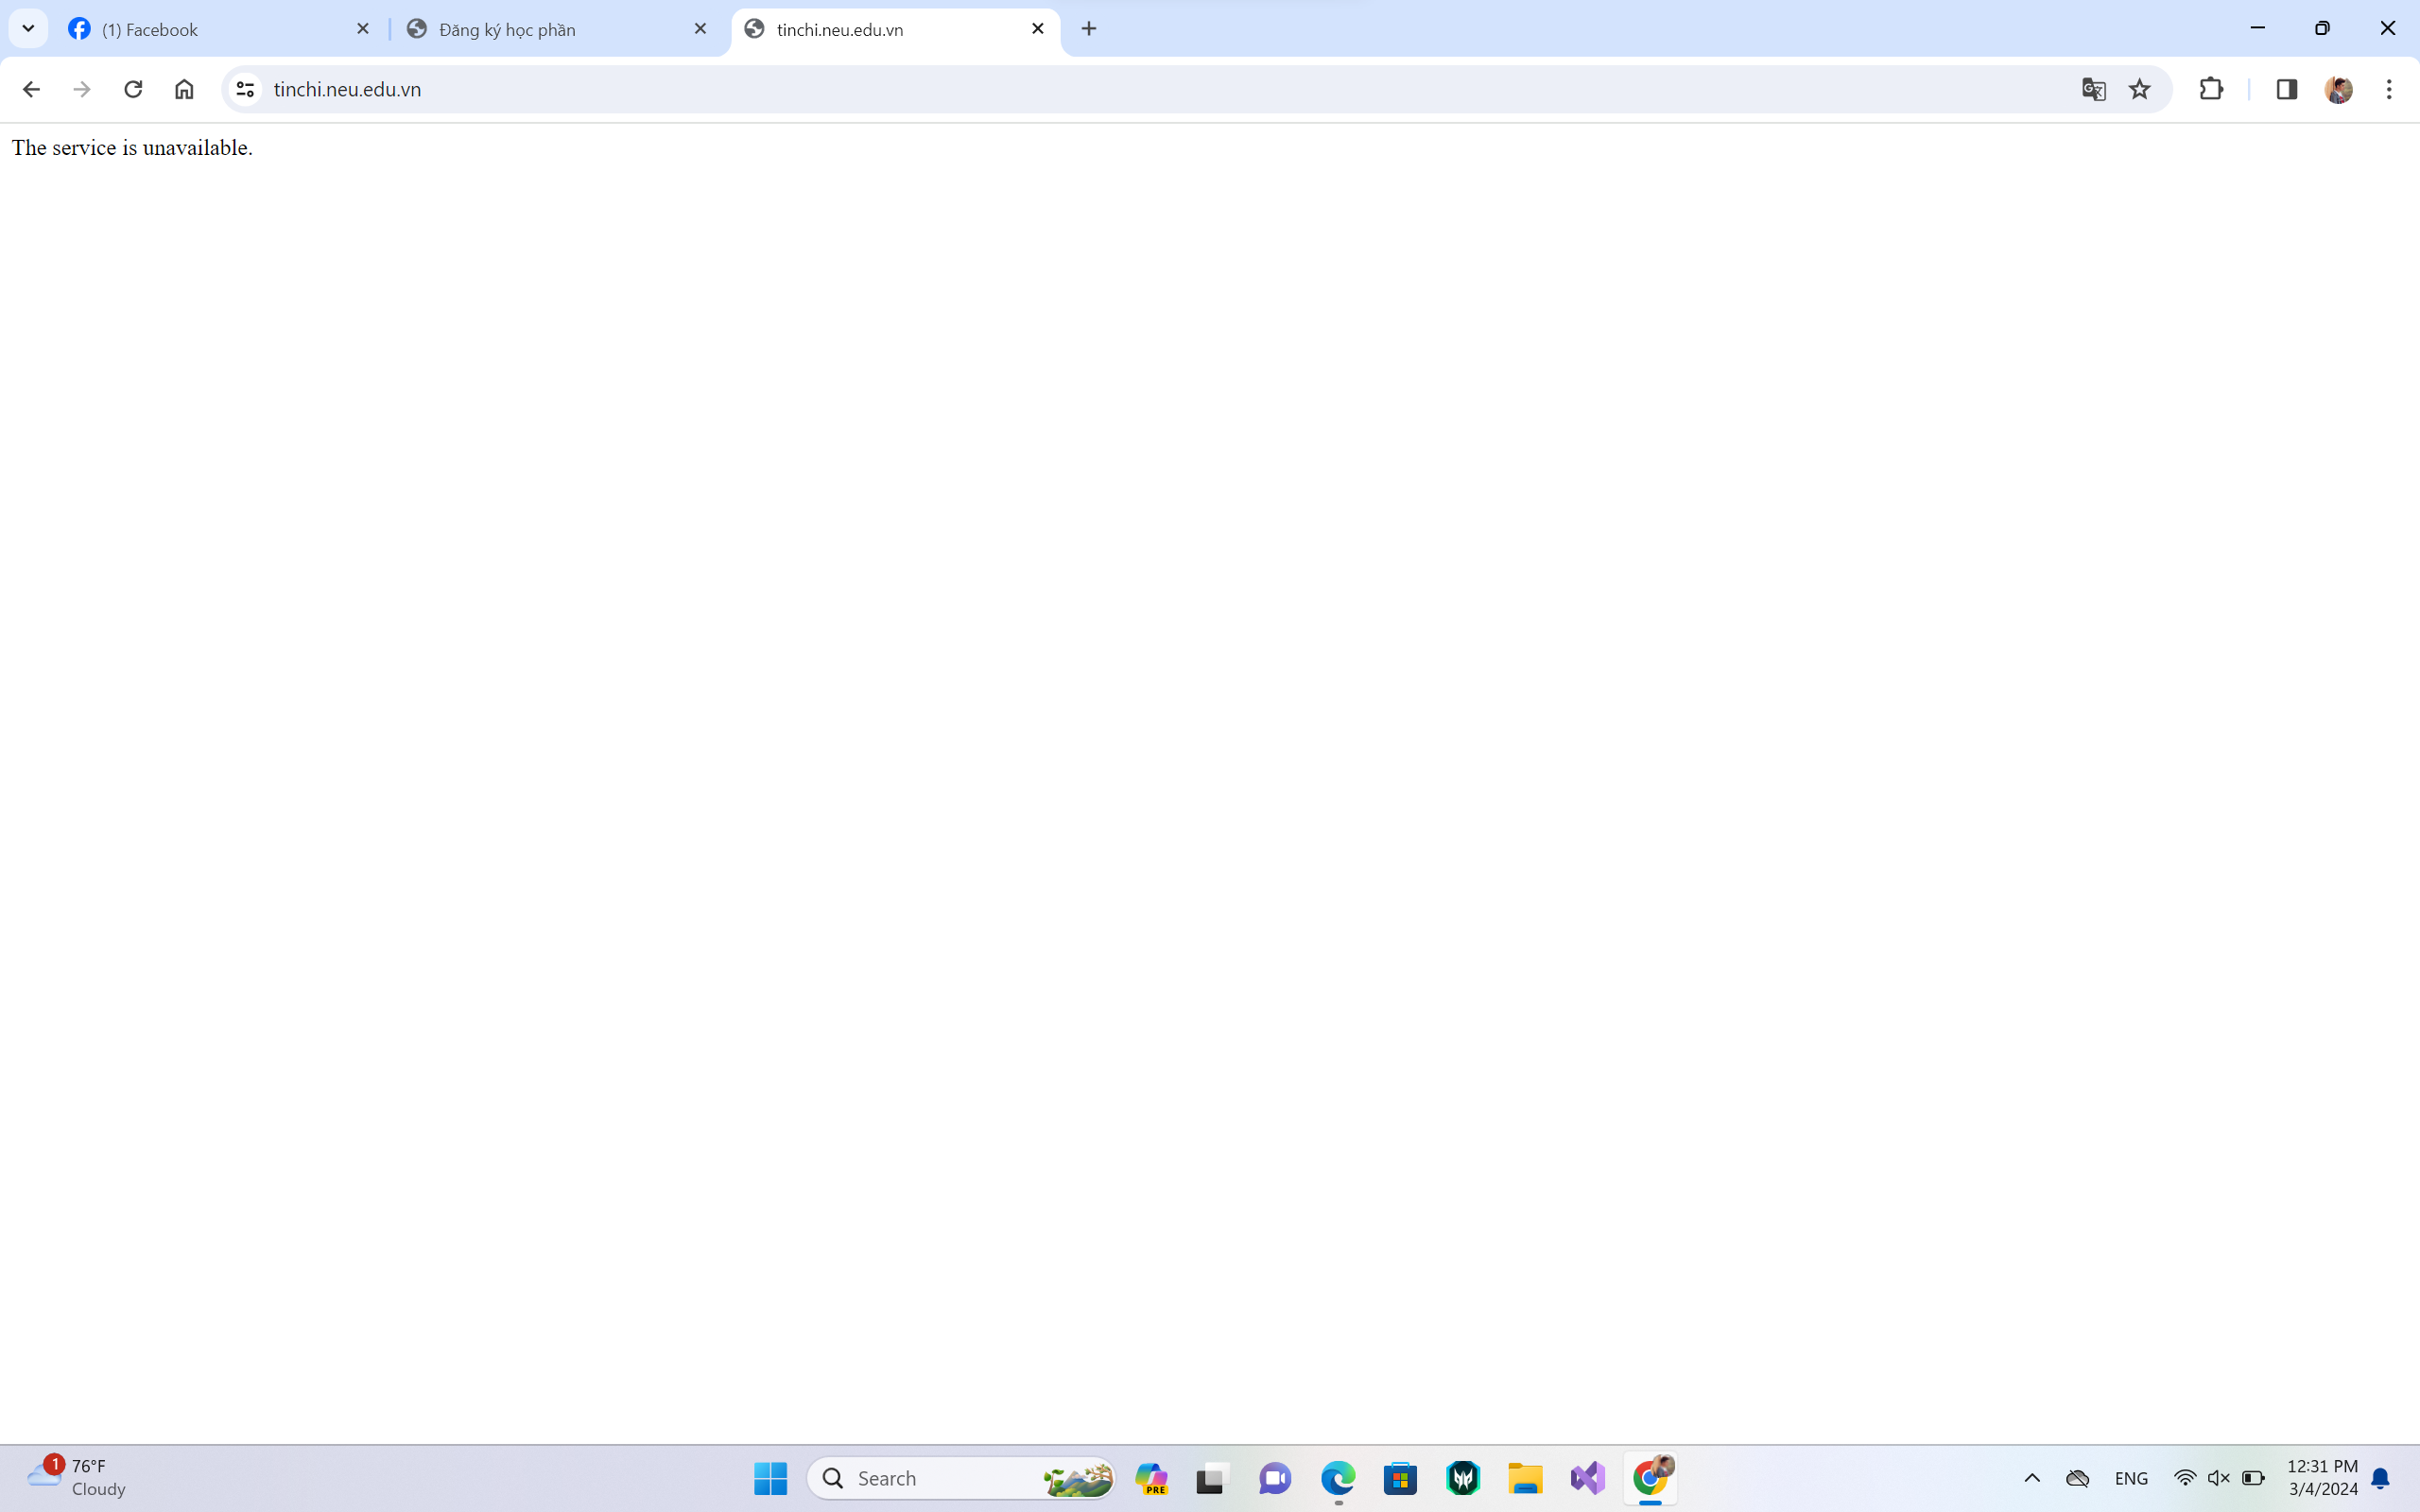 (1) Facebook
Đăng ký học phần
tinchi.neu.edu.vn
tinchi.neu.edu.vn
The service is unavailable.
1
76°F
Cloudy
Search
PRE
ENG
12:31 PM
3/4/2024